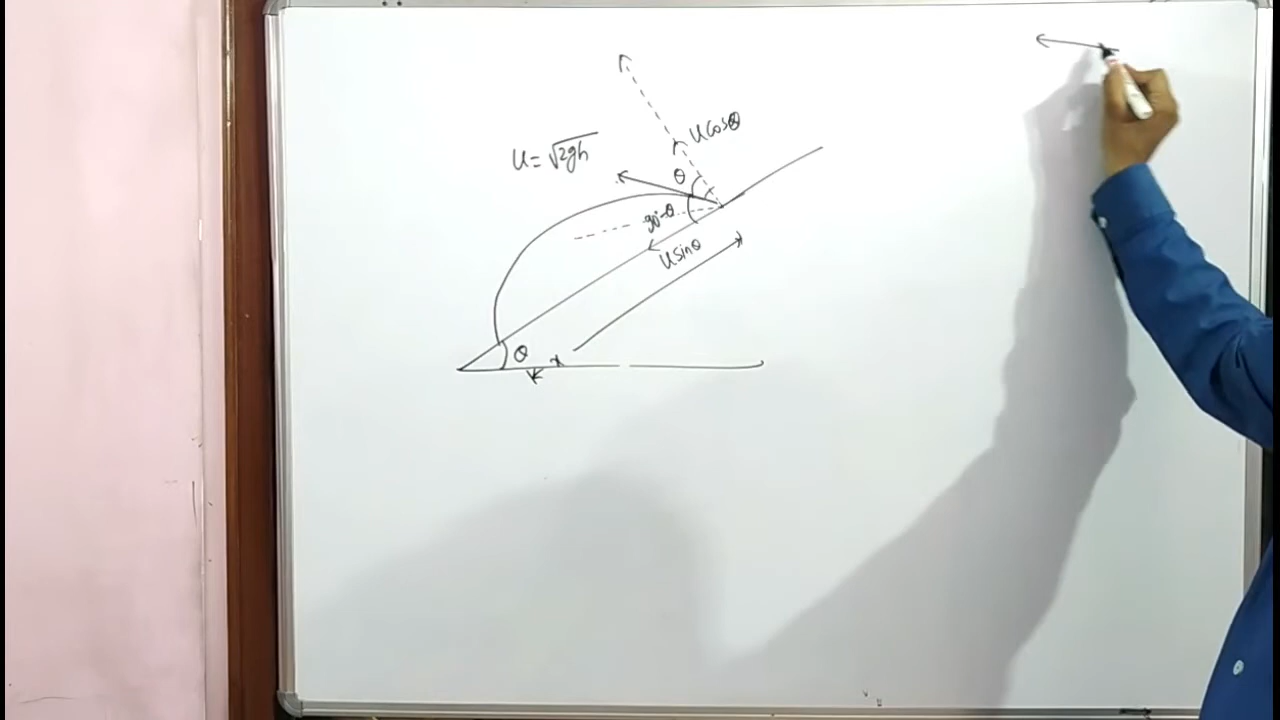 U cosθ
U = √2gh
θ
90°-θ
U sinθ
θ
x